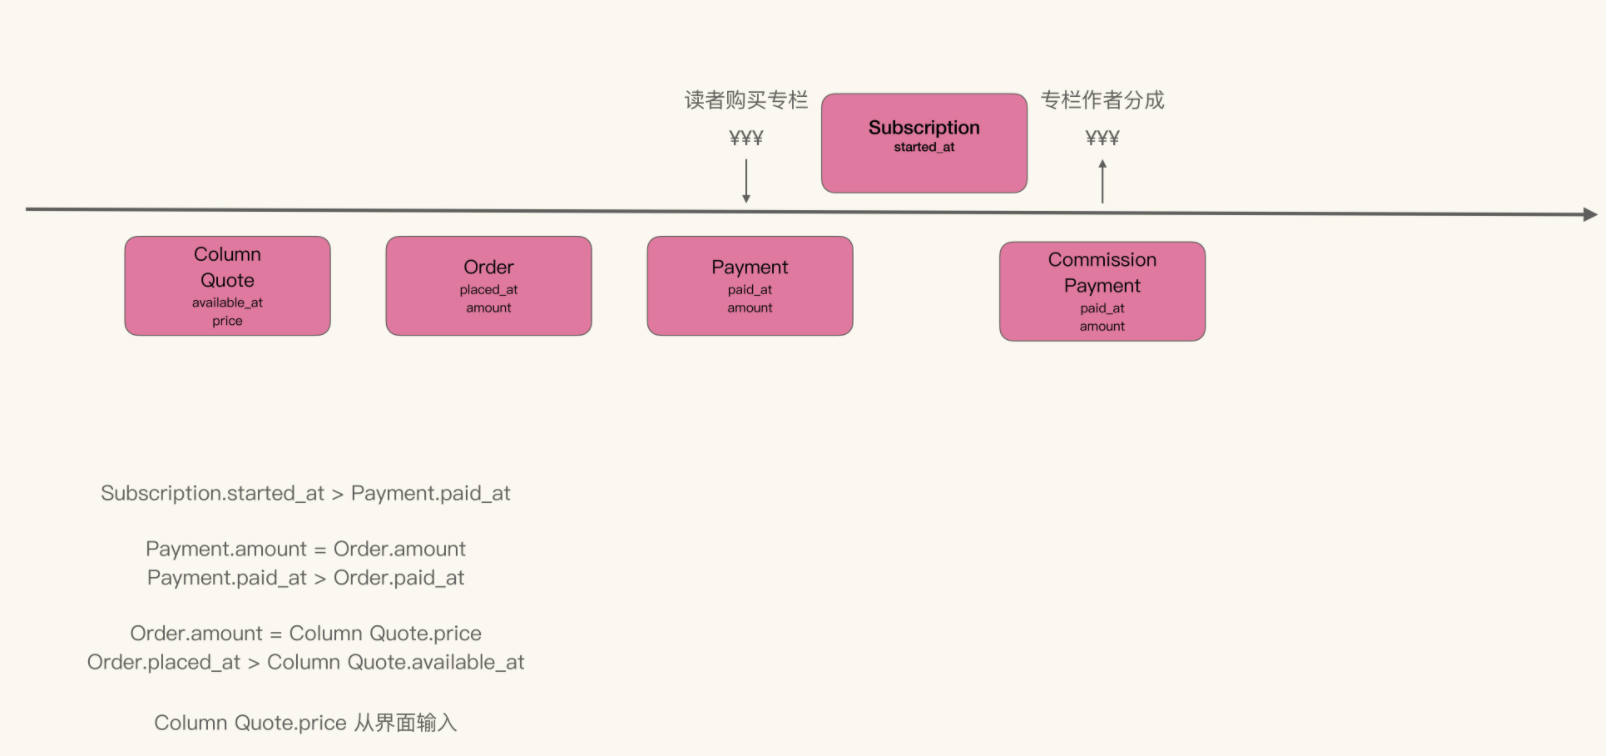 读者购买专栏
¥¥¥
Subscription
started_at
专栏作者分成
¥¥¥
Column
Quote
available_at
price
Order
placed_at
amount
Payment
paid_at
amount
Commission
Payment
paid_at
amount
Subscription.started_at > Payment.paid_at
Payment.amount = Order.amount
Payment.paid_at > Order.paid_at
Order.amount = Column Quote.price
Order.placed_at > Column Quote.available_at
Column Quote.price 从界面输入